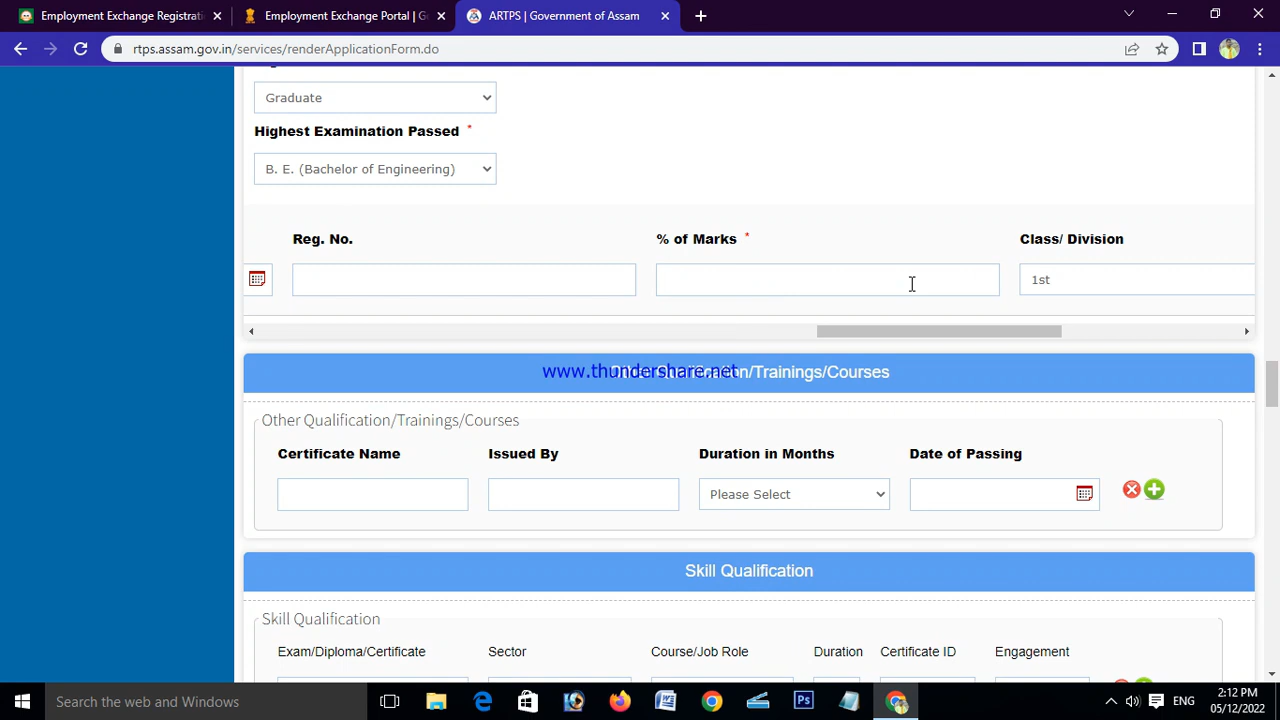 Employment Exchange Registrati
Employment Exchange Portal | G
ARTPS | Government of Assam
rtps.assam.gov.in/services/renderApplicationForm.do
Graduate
Highest Examination Passed *
B. E. (Bachelor of Engineering)
Reg. No. % of Marks * Class/ Division
1st
www.thundershare.net
/Trainings/Courses
Other Qualification/Trainings/Courses
Certificate Name Issued By Duration in Months Date of Passing
Please Select
Skill Qualification
Skill Qualification
Exam/Diploma/Certificate Sector Course/Job Role Duration Certificate ID Engagement
Search the web and Windows
ENG
2:12 PM
05/12/2022